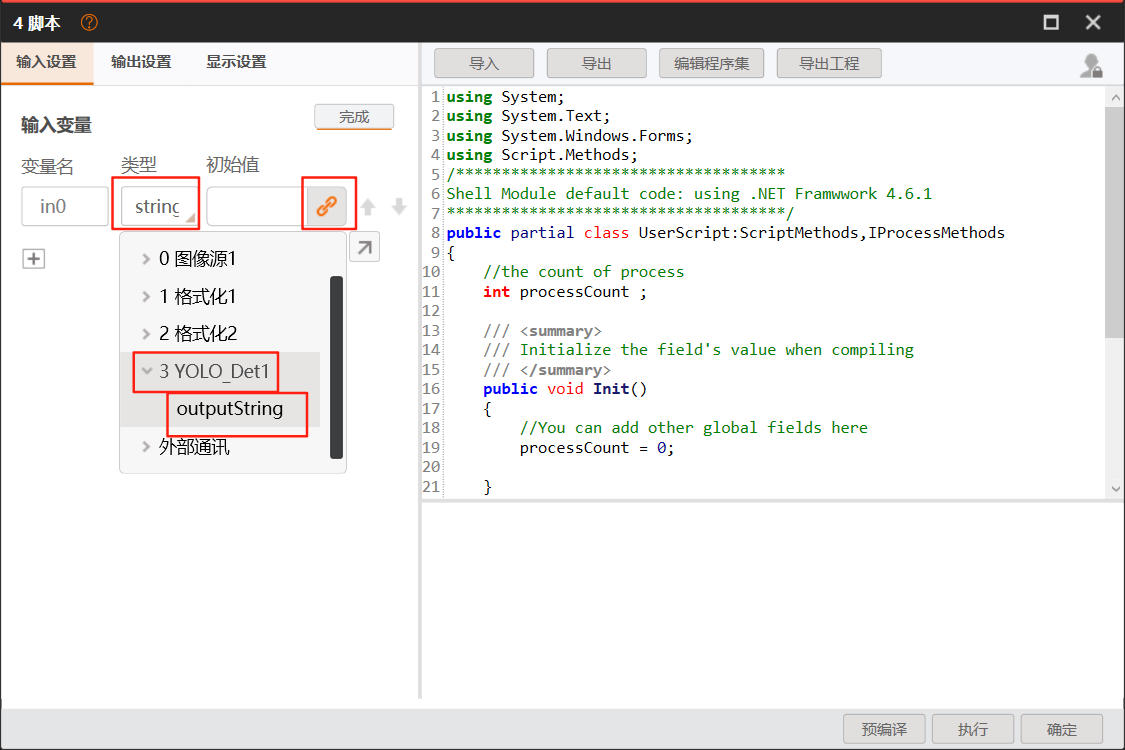 4 脚本
输入设置 输出设置 显示设置
输入变量
完成
变量名 类型 初始值
in0 string
0 图像源1
1 格式化1
2 格式化2
3 YOLO_Det1
outputString
外部通讯
导入 导出 编辑程序集 导出工程
1 using System;
2 using System.Text;
3 using System.Windows.Forms;
4 using Script.Methods;
5 /************************************
6 Shell Module default code: using .NET Framwwork 4.6.1
7 *************************************/
8 public partial class UserScript:ScriptMethods,IProcessMethods
9 {
10 //the count of process
11 int processCount ;
12
13 /// <summary>
14 /// Initialize the field's value when compiling
15 /// </summary>
16 public void Init()
17 {
18 //You can add other global fields here
19 processCount = 0;
20
21 }
预编译 执行 确定